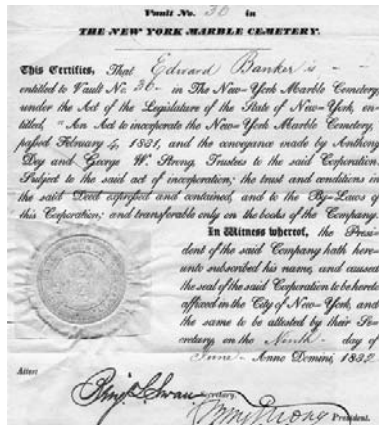 Vault No. 30 in
THE NEW YORK MARBLE CEMETERY.
This Certifies, That Edward Banker is
entitled to Vault No. 30 in The New-York Marble Cemetery,
under the Act of the Legislature of the State of New-York, en-
titled, "An Act to incorporate the New-York Marble Cemetery,
passed February 4, 1831, and the conveyance made by Anthony
Dey and George W. Strong, Trustees to the said Corporation.
Subject to the said act of incorporation; the trust and conditions in
the said Deed expressed and contained, and to the By-Laws of
this Corporation; and transferable only on the books of the Company.
In Witness whereof, the Presi-
dent of the said Company hath here-
unto subscribed his name, and caused
the seal of the said Corporation to be hereto
affixed in the City of New-York, and
the same to be attested by their Se-
cretary, on the Ninth day of
June Anno Domini, 1832
Attest
Benj. L. Swan Secretary.
Strong President.